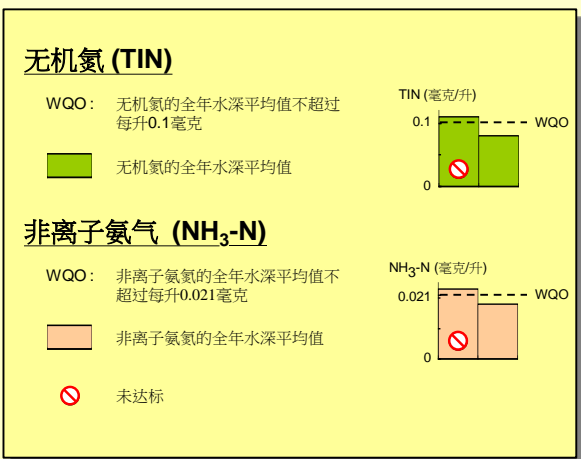 无机氮 (TIN)
WQO : 无机氮的全年水深平均值不超过
每升0.1毫克
无机氮的全年水深平均值
TIN (毫克/升)
0.1
WQO
0
非离子氨气 (NH3-N)
WQO : 非离子氨氮的全年水深平均值不
超过每升0.021毫克
非离子氨氮的全年水深平均值
未达标
NH3-N (毫克/升)
0.021
WQO
0